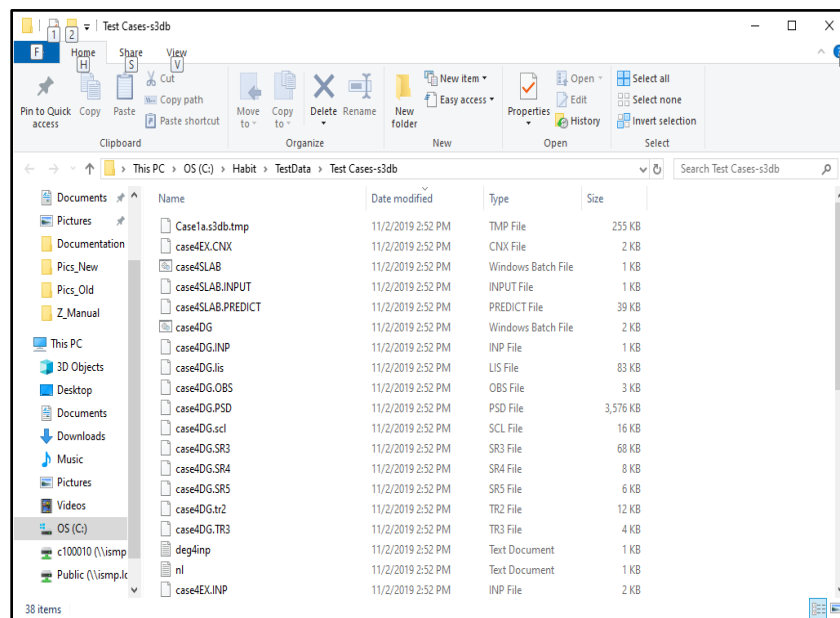 Test Cases-s3db
1 2
F Home Share View
H S V
Pin to Quick access
Copy
Paste
Cut
Copy path
Paste shortcut
Move to
Copy to
Delete
Rename
New folder
New item
Easy access
Properties
Open
Edit
History
Select all
Select none
Invert selection
Clipboard Organize New Open Select
This PC > OS (C:) > Habit > TestData > Test Cases-s3db Search Test Cases-s3db
Documents
Pictures
Documentation
Pics_New
Pics_Old
Z_Manual
This PC
3D Objects
Desktop
Documents
Downloads
Music
Pictures
Videos
OS (C:)
c100010 (\\ismp
Public (\\ismp.lc
Name Date modified Type Size
Case1a.s3db.tmp 11/2/2019 2:52 PM TMP File 255 KB
case4EX.CNX 11/2/2019 2:52 PM CNX File 2 KB
case4SLAB 11/2/2019 2:52 PM Windows Batch File 1 KB
case4SLAB.INPUT 11/2/2019 2:52 PM INPUT File 1 KB
case4SLAB.PREDICT 11/2/2019 2:52 PM PREDICT File 39 KB
case4DG 11/2/2019 2:52 PM Windows Batch File 2 KB
case4DG.INP 11/2/2019 2:52 PM INP File 1 KB
case4DG.lis 11/2/2019 2:52 PM LIS File 83 KB
case4DG.OBS 11/2/2019 2:52 PM OBS File 3 KB
case4DG.PSD 11/2/2019 2:52 PM PSD File 3,576 KB
case4DG.scl 11/2/2019 2:52 PM SCL File 16 KB
case4DG.SR3 11/2/2019 2:52 PM SR3 File 68 KB
case4DG.SR4 11/2/2019 2:52 PM SR4 File 8 KB
case4DG.SR5 11/2/2019 2:52 PM SR5 File 6 KB
case4DG.tr2 11/2/2019 2:52 PM TR2 File 12 KB
case4DG.TR3 11/2/2019 2:52 PM TR3 File 4 KB
deg4inp 11/2/2019 2:52 PM Text Document 1 KB
nl 11/2/2019 2:52 PM Text Document 1 KB
case4EX.INP 11/2/2019 2:52 PM INP File 2 KB
38 items